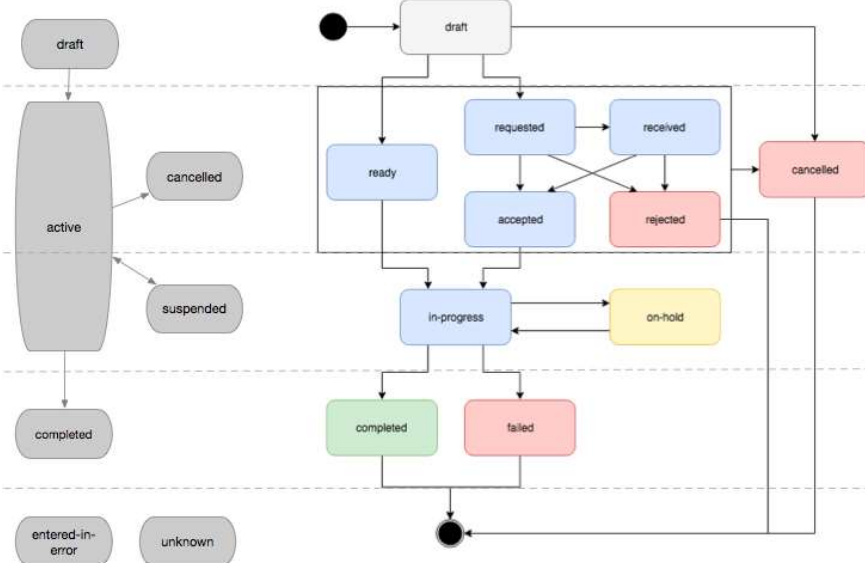 draft
draft
requested
received
ready
cancelled
cancelled
active
accepted
rejected
suspended
in-progress
on-hold
completed
completed
failed
entered-in-
error
unknown